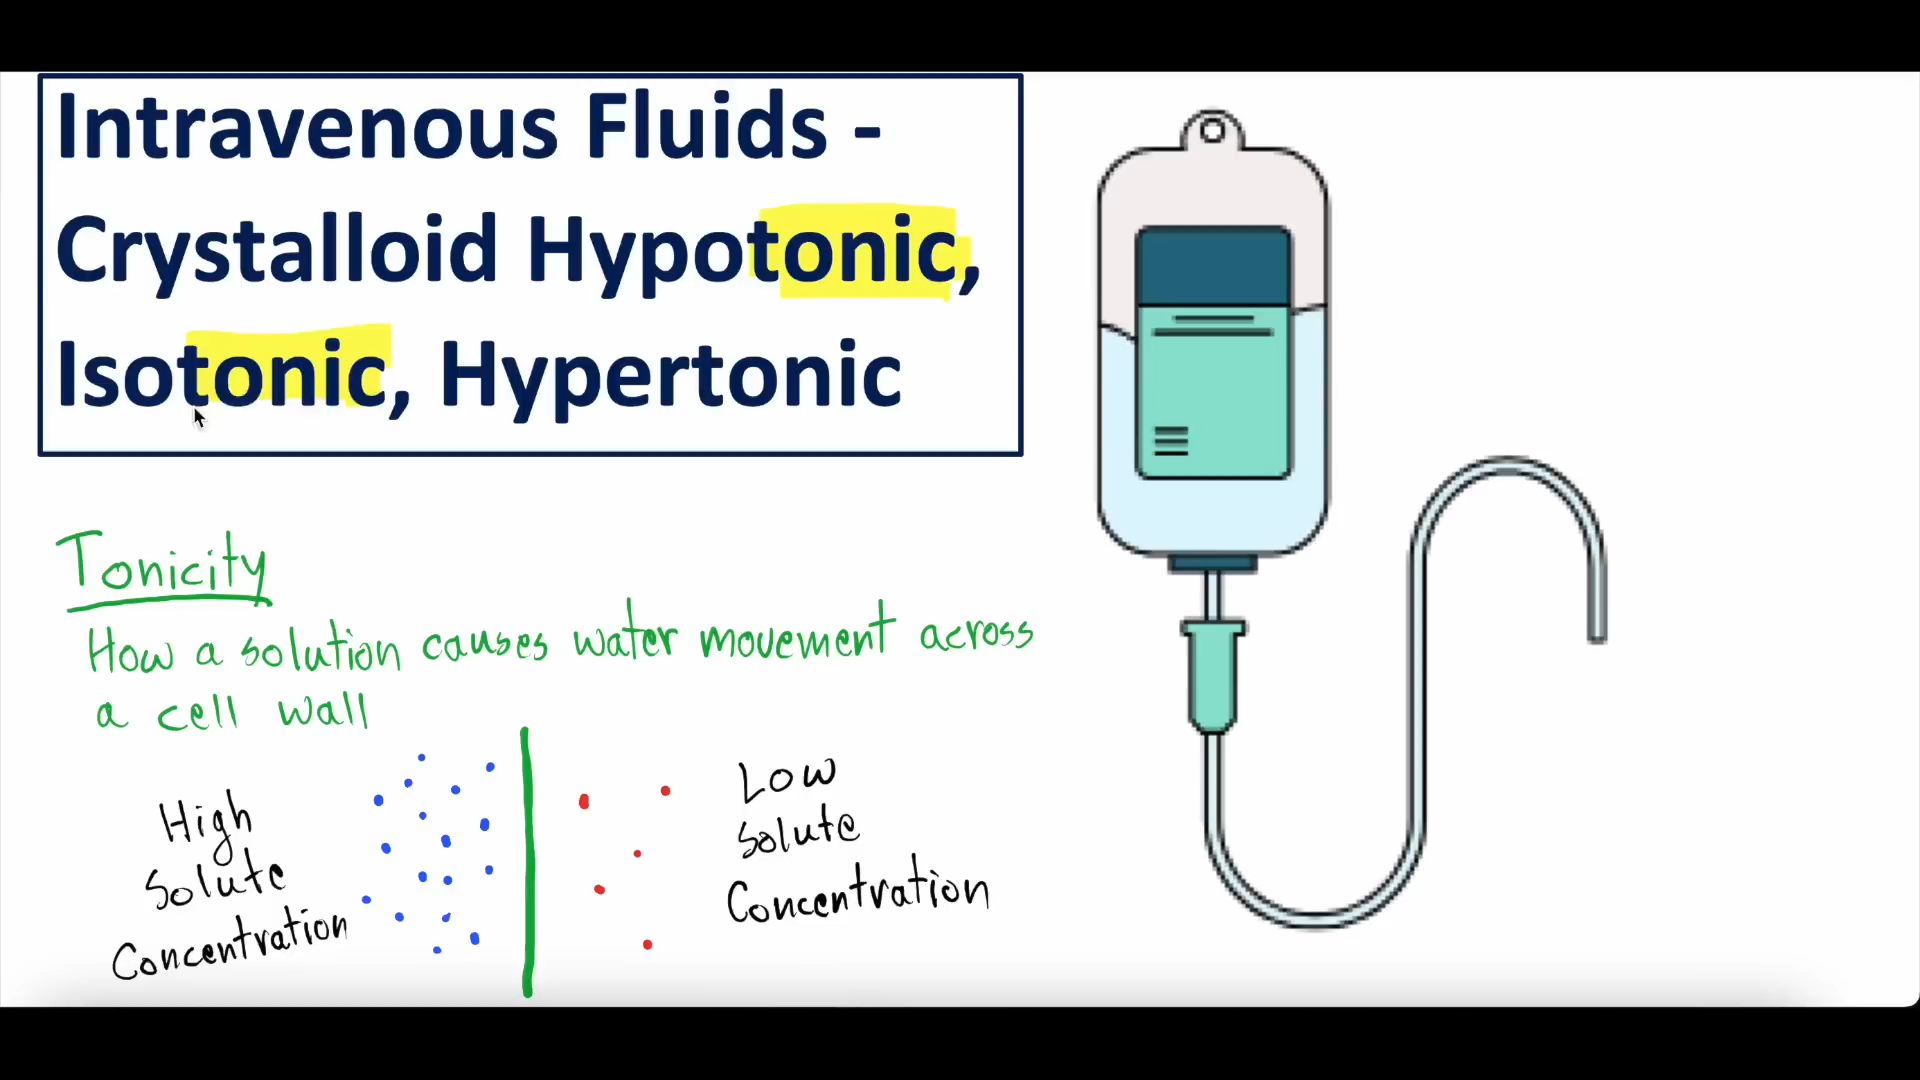 Intravenous Fluids -
Crystalloid Hypotonic,
Isotonic, Hypertonic
Tonicity
How a solution causes water movement across
a cell wall
High
Solute
Concentration
Low
Solute
Concentration